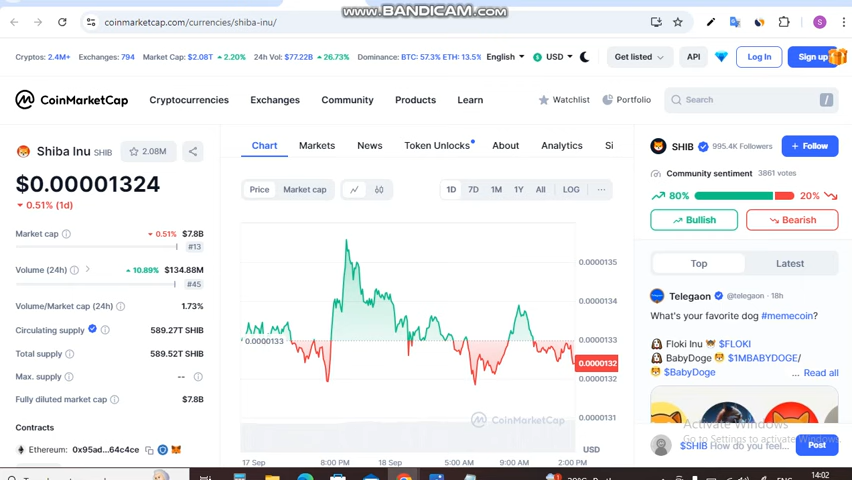 www.BANDICAM.com
coinmarketcap.com/currencies/shiba-inu/
S
Cryptos: 2.4M+ Exchanges: 794 Market Cap: $2.08T 2.20% 24h Vol: $77.22B 26.73% Dominance: BTC: 57.3% ETH: 13.5% English USD Get listed API Log In Sign up
CoinMarketCap Cryptocurrencies Exchanges Community Products Learn Watchlist Portfolio Search /
Shiba Inu SHIB 2.08M
$0.00001324
0.51% (1d)
Market cap 0.51% $7.8B
#13
Volume (24h) 10.89% $134.88M
#45
Volume/Market cap (24h) 1.73%
Circulating supply 589.27T SHIB
Total supply 589.52T SHIB
Max. supply --
Fully diluted market cap $7.8B
Contracts
Ethereum: 0x95ad...64c4ce
Chart Markets News Token Unlocks About Analytics Si
Price Market cap 1D 7D 1M 1Y All LOG ...
0.0000135
0.0000134
0.0000133 0.0000133
0.0000132
0.0000132
0.0000131
CoinMarketCap
USD
17 Sep 8:00 PM 18 Sep 5:00 AM 9:00 AM 2:00 PM
SHIB 995.4K Followers + Follow
Community sentiment 3861 votes
80% 20%
Bullish Bearish
Top Latest
Telegaon @telegaon · 18h
What's your favorite dog #memecoin?
Floki Inu $FLOKI
BabyDoge $1MBABYDOGE/
$BabyDoge ... Read all
Activate Windows
Go to Settings to activate Windows.
$SHIB How do you feel... Post
ENG 14:02